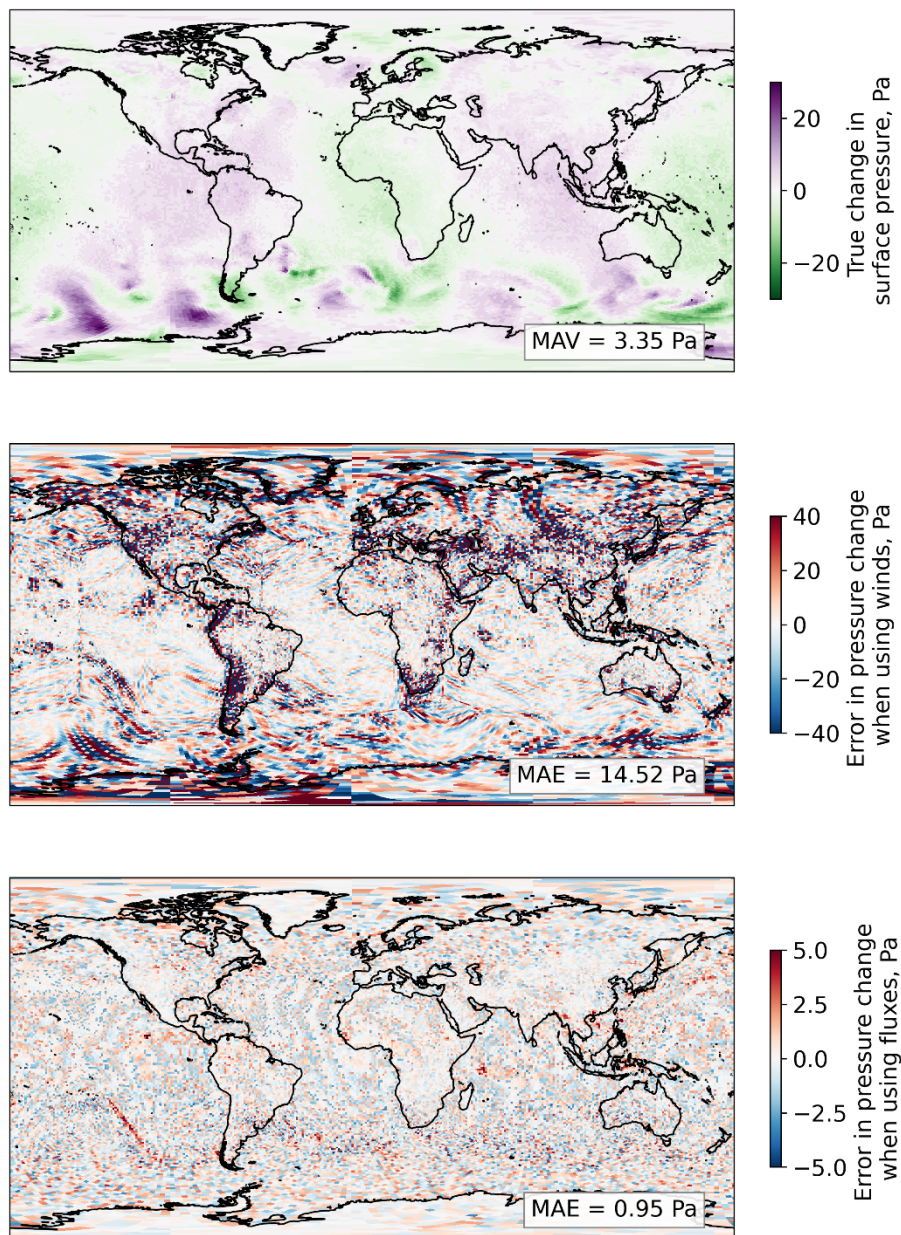 20
0
−20
True change in
surface pressure, Pa
MAV = 3.35 Pa
40
20
0
−20
−40
Error in pressure change
when using winds, Pa
MAE = 14.52 Pa
5.0
2.5
0.0
−2.5
−5.0
Error in pressure change
when using fluxes, Pa
MAE = 0.95 Pa